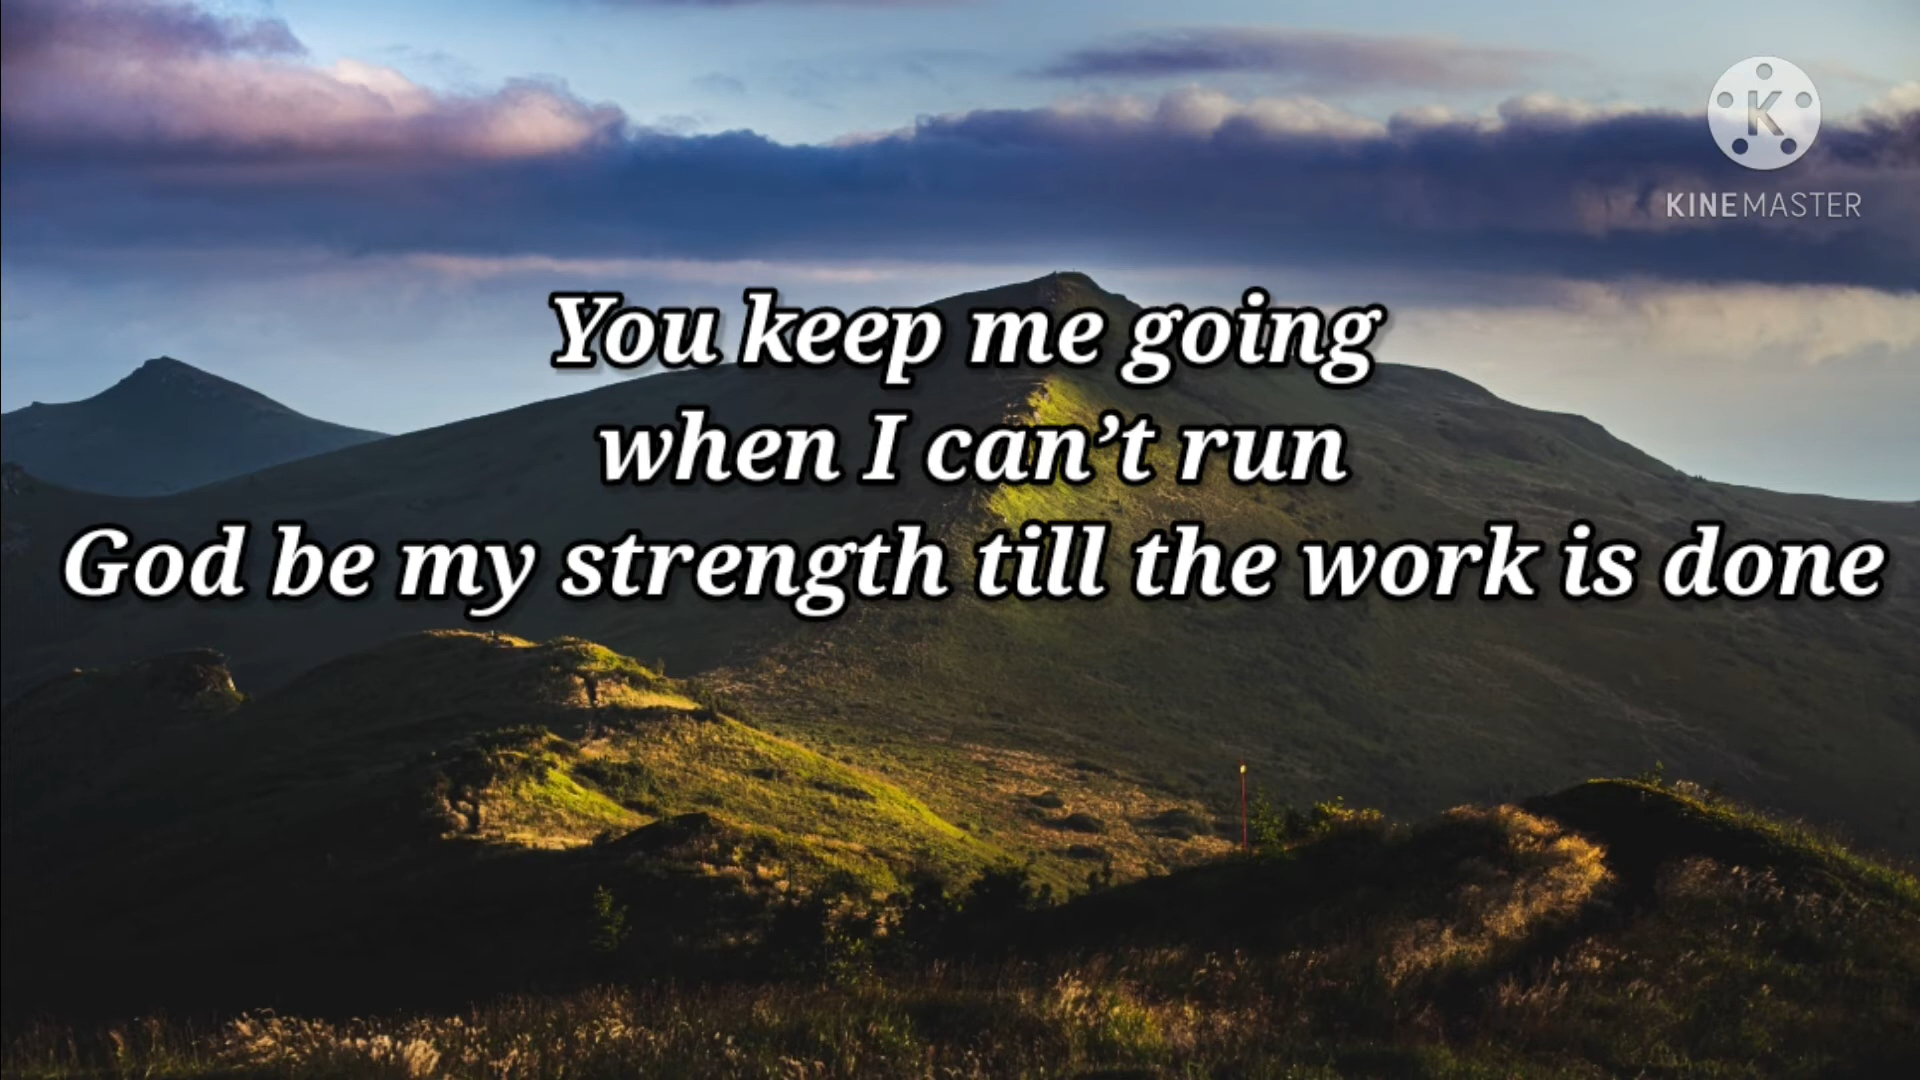 K
KINEMASTER
You keep me going
when I can’t run
God be my strength till the work is done